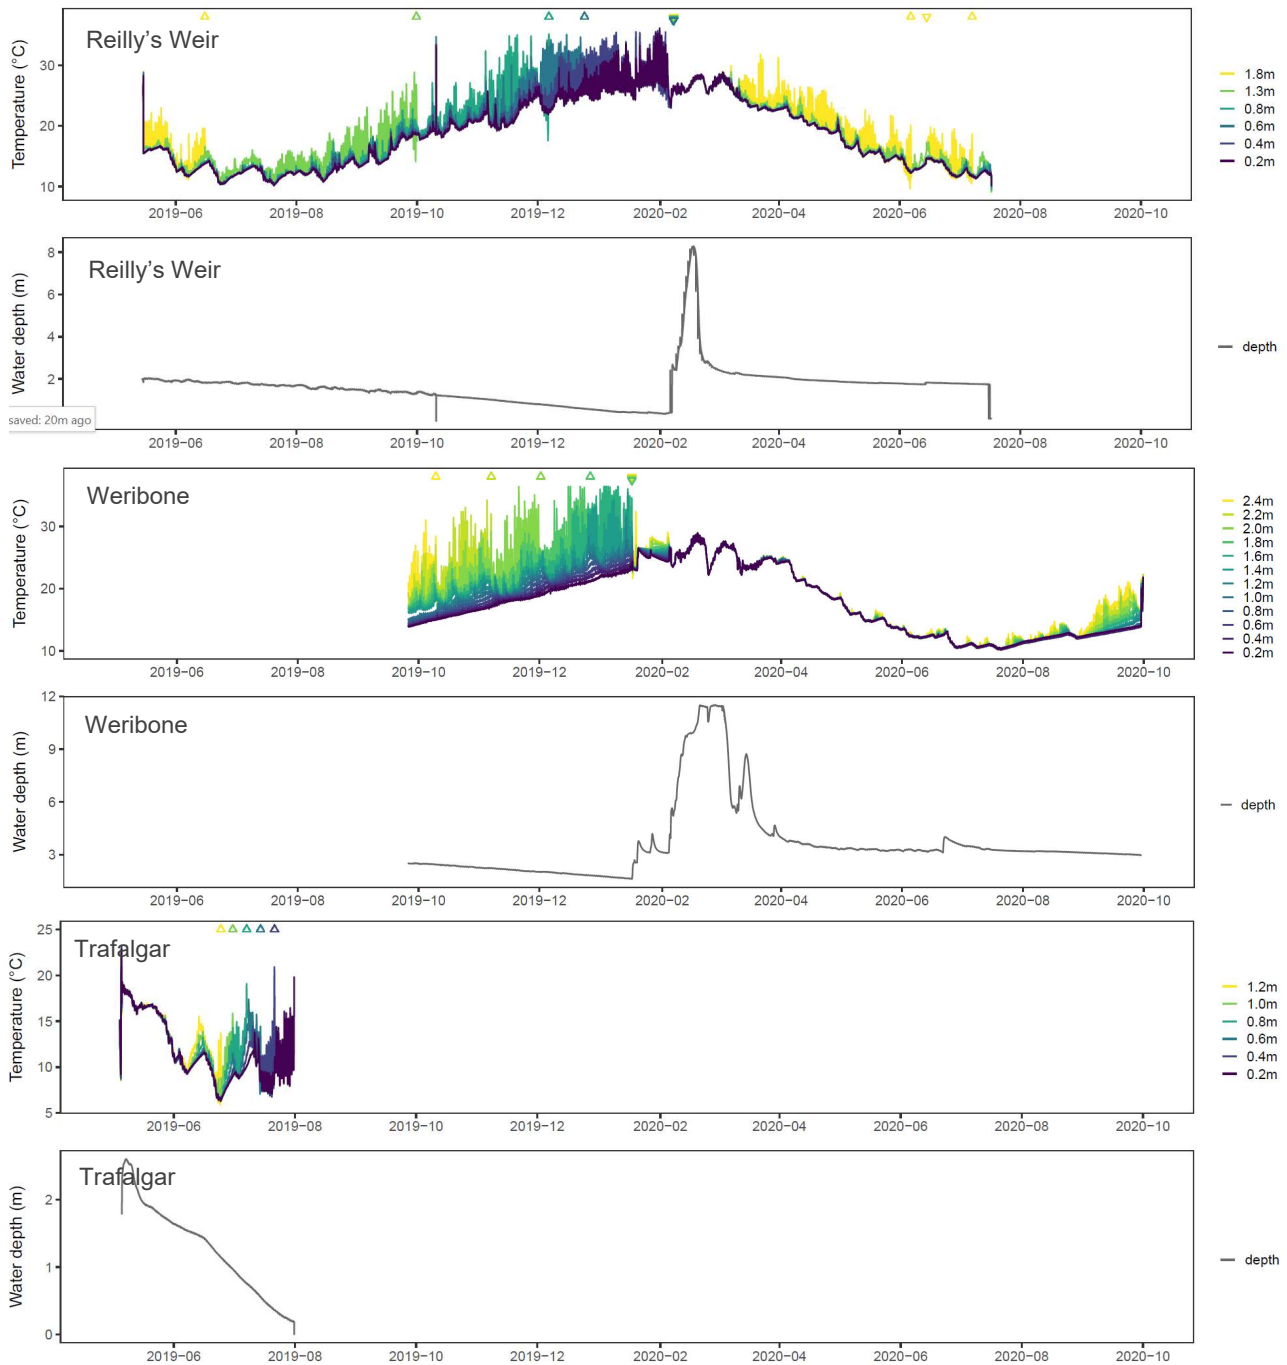 Reilly’s Weir
Temperature (°C)
30
20
10
2019−06 2019−08 2019−10 2019−12 2020−02 2020−04 2020−06 2020−08 2020−10
1.8m
1.3m
0.8m
0.6m
0.4m
0.2m
Reilly’s Weir
Water depth (m)
8
6
4
2
depth
saved: 20m ago
2019−06 2019−08 2019−10 2019−12 2020−02 2020−04 2020−06 2020−08 2020−10
Weribone
Temperature (°C)
30
20
10
2019−06 2019−08 2019−10 2019−12 2020−02 2020−04 2020−06 2020−08 2020−10
2.4m
2.2m
2.0m
1.8m
1.6m
1.4m
1.2m
1.0m
0.8m
0.6m
0.4m
0.2m
Weribone
Water depth (m)
12
9
6
3
depth
2019−06 2019−08 2019−10 2019−12 2020−02 2020−04 2020−06 2020−08 2020−10
Trafalgar
Temperature (°C)
25
20
15
10
5
2019−06 2019−08 2019−10 2019−12 2020−02 2020−04 2020−06 2020−08 2020−10
1.2m
1.0m
0.8m
0.6m
0.4m
0.2m
Trafalgar
Water depth (m)
2
1
0
depth
2019−06 2019−08 2019−10 2019−12 2020−02 2020−04 2020−06 2020−08 2020−10